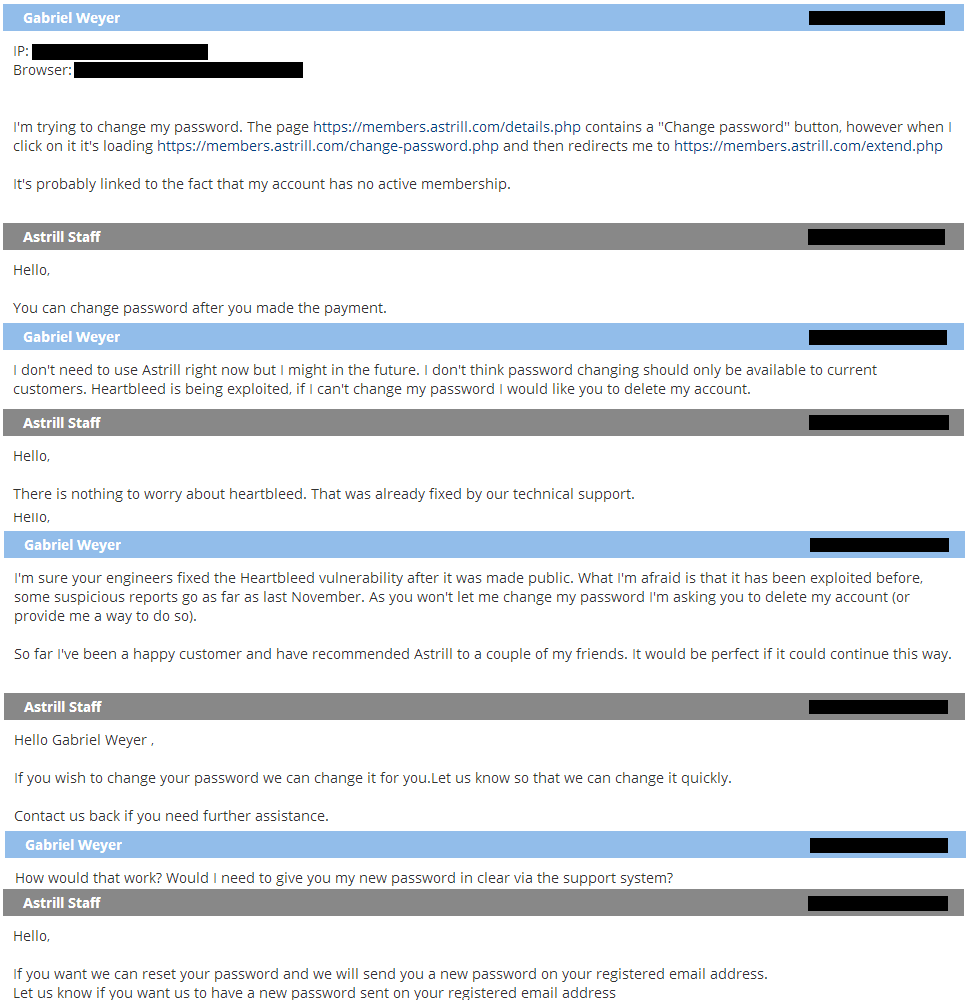 Gabriel Weyer
IP:
Browser:
I'm trying to change my password. The page https://members.astrill.com/details.php contains a "Change password" button, however when I
click on it it's loading https://members.astrill.com/change-password.php and then redirects me to https://members.astrill.com/extend.php
It's probably linked to the fact that my account has no active membership.
Astrill Staff
Hello,
You can change password after you made the payment.
Gabriel Weyer
I don't need to use Astrill right now but I might in the future. I don't think password changing should only be available to current
customers. Heartbleed is being exploited, if I can't change my password I would like you to delete my account.
Astrill Staff
Hello,
There is nothing to worry about heartbleed. That was already fixed by our technical support.
Hello,
Gabriel Weyer
I'm sure your engineers fixed the Heartbleed vulnerability after it was made public. What I'm afraid is that it has been exploited before,
some suspicious reports go as far as last November. As you won't let me change my password I'm asking you to delete my account (or
provide me a way to do so).
So far I've been a happy customer and have recommended Astrill to a couple of my friends. It would be perfect if it could continue this way.
Astrill Staff
Hello Gabriel Weyer ,
If you wish to change your password we can change it for you.Let us know so that we can change it quickly.
Contact us back if you need further assistance.
Gabriel Weyer
How would that work? Would I need to give you my new password in clear via the support system?
Astrill Staff
Hello,
If you want we can reset your password and we will send you a new password on your registered email address.
Let us know if you want us to have a new password sent on your registered email address